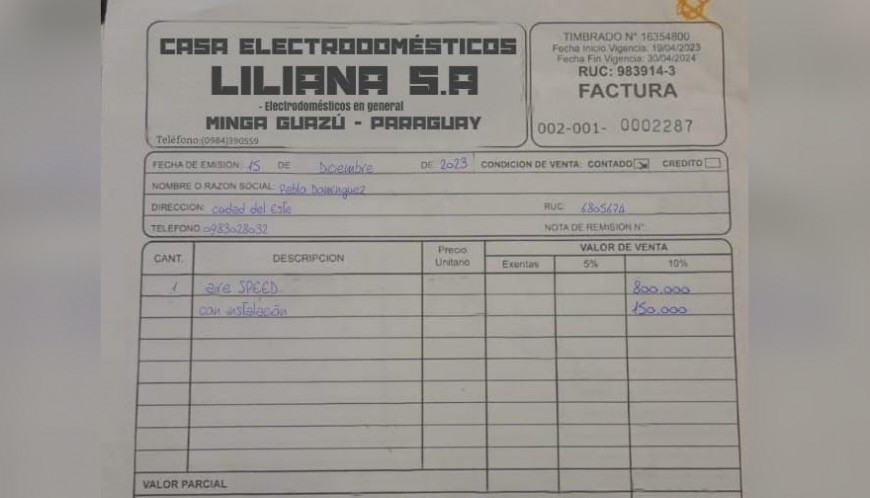 CASA ELECTRODOMÉSTICOS
LILIANA S.A
- Electrodomésticos en general
MINGA GUAZÚ - PARAGUAY
Teléfono:(0984)390559
TIMBRADO N° 16354800
Fecha Inicio Vigencia: 19/04/2023
Fecha Fin Vigencia: 30/04/2024
RUC: 983914-3
FACTURA
002-001- 0002287
FECHA DE EMISIÓN: 15 DE Diciembre DE 2023 CONDICION DE VENTA: CONTADO CREDITO
NOMBRE O RAZON SOCIAL: Pablo Dominguez
DIRECCION: ciudad del Este RUC: 6805674
TELEFONO: 0983028032 NOTA DE REMISION N°:
CANT. DESCRIPCION Precio Unitario VALOR DE VENTA
Exentas 5% 10%
1 aire SPEED 800.000
con instalación 150.000
VALOR PARCIAL